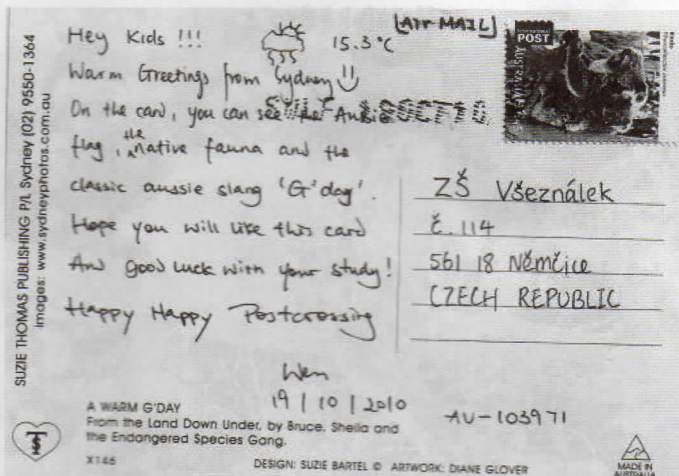 Hey Kids !!! 15.3°C
Warm Greetings from Sydney
On the card, you can see the Aussie
flag, the native fauna and the
classic aussie slang 'G'day'.
Hope you will like this card
And good luck with your study!
Happy Happy Postcrossing
Wen
19 | 10 | 2010
[AIR MAIL]
POST
AUSTRALIA
ZŠ Všeználek
č. 114
561 18 Němčice
CZECH REPUBLIC
AU-103971
A WARM G'DAY
From the Land Down Under, by Bruce, Sheila and
the Endangered Species Gang.
X146
DESIGN: SUZIE BARTEL © ARTWORK: DIANE GLOVER
MADE IN
AUSTRALIA
SUZIE THOMAS PUBLISHING P/L Sydney (02) 9550-1364
images: www.sydneyphotos.com.au